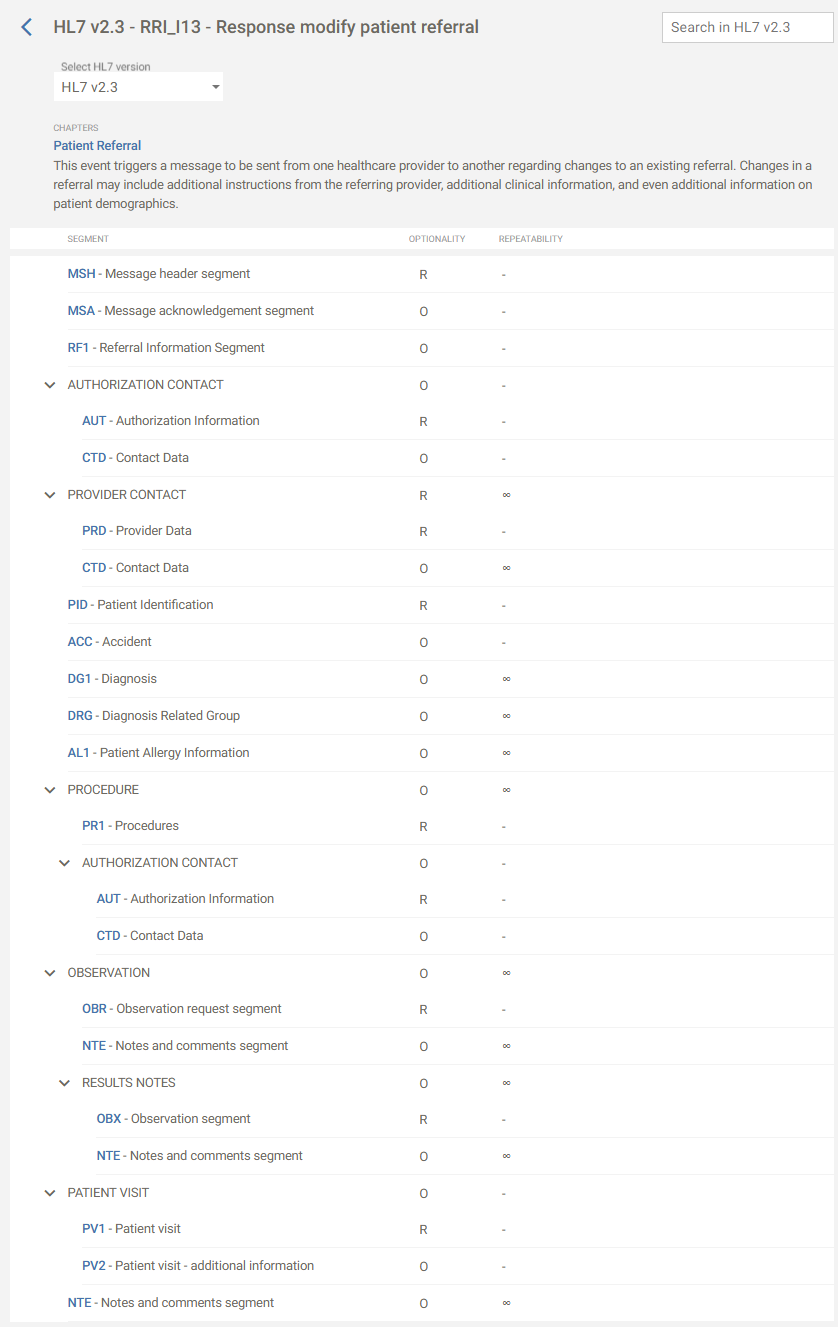 HL7 v2.3 - RRI_I13 - Response modify patient referral
Search in HL7 v2.3
Select HL7 version
HL7 v2.3
CHAPTERS
Patient Referral
This event triggers a message to be sent from one healthcare provider to another regarding changes to an existing referral. Changes in a
referral may include additional instructions from the referring provider, additional clinical information, and even additional information on
patient demographics.
SEGMENT OPTIONALITY REPEATABILITY
MSH - Message header segment R -
MSA - Message acknowledgement segment O -
RF1 - Referral Information Segment O -
AUTHORIZATION CONTACT O -
AUT - Authorization Information R -
CTD - Contact Data O -
PROVIDER CONTACT R ∞
PRD - Provider Data R -
CTD - Contact Data O ∞
PID - Patient Identification R -
ACC - Accident O -
DG1 - Diagnosis O ∞
DRG - Diagnosis Related Group O ∞
AL1 - Patient Allergy Information O ∞
PROCEDURE O ∞
PR1 - Procedures R -
AUTHORIZATION CONTACT O -
AUT - Authorization Information R -
CTD - Contact Data O -
OBSERVATION O ∞
OBR - Observation request segment R -
NTE - Notes and comments segment O ∞
RESULTS NOTES O ∞
OBX - Observation segment R -
NTE - Notes and comments segment O ∞
PATIENT VISIT O -
PV1 - Patient visit R -
PV2 - Patient visit - additional information O -
NTE - Notes and comments segment O ∞